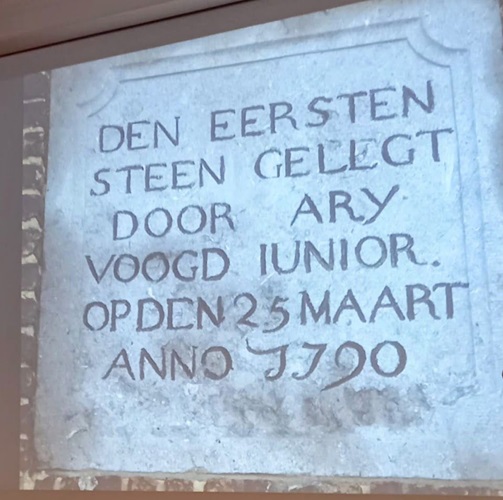 DEN EERSTEN
STEEN GELEGT
DOOR ARY
VOOGD IUNIOR.
OPDEN 25 MAART
ANNO 1790